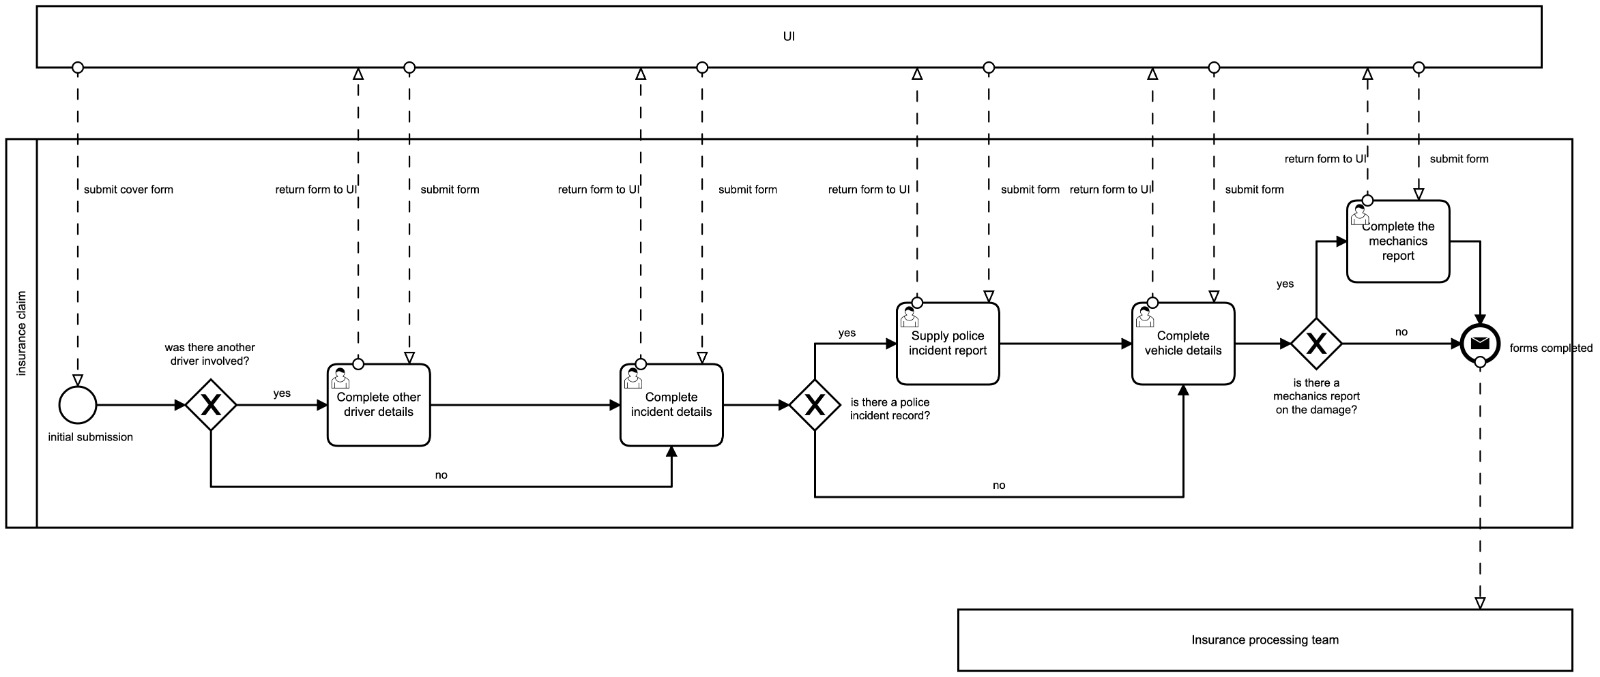 UI
submit cover form
return form to UI
submit form
return form to UI
submit form
return form to UI
submit form
return form to UI
submit form
return form to UI
submit form
insurance claim
initial submission
was there another
driver involved?
yes
no
Complete other
driver details
Complete
incident details
is there a police
incident record?
yes
no
Supply police
incident report
Complete
vehicle details
is there a
mechanics report
on the damage?
yes
no
Complete the
mechanics
report
forms completed
Insurance processing team